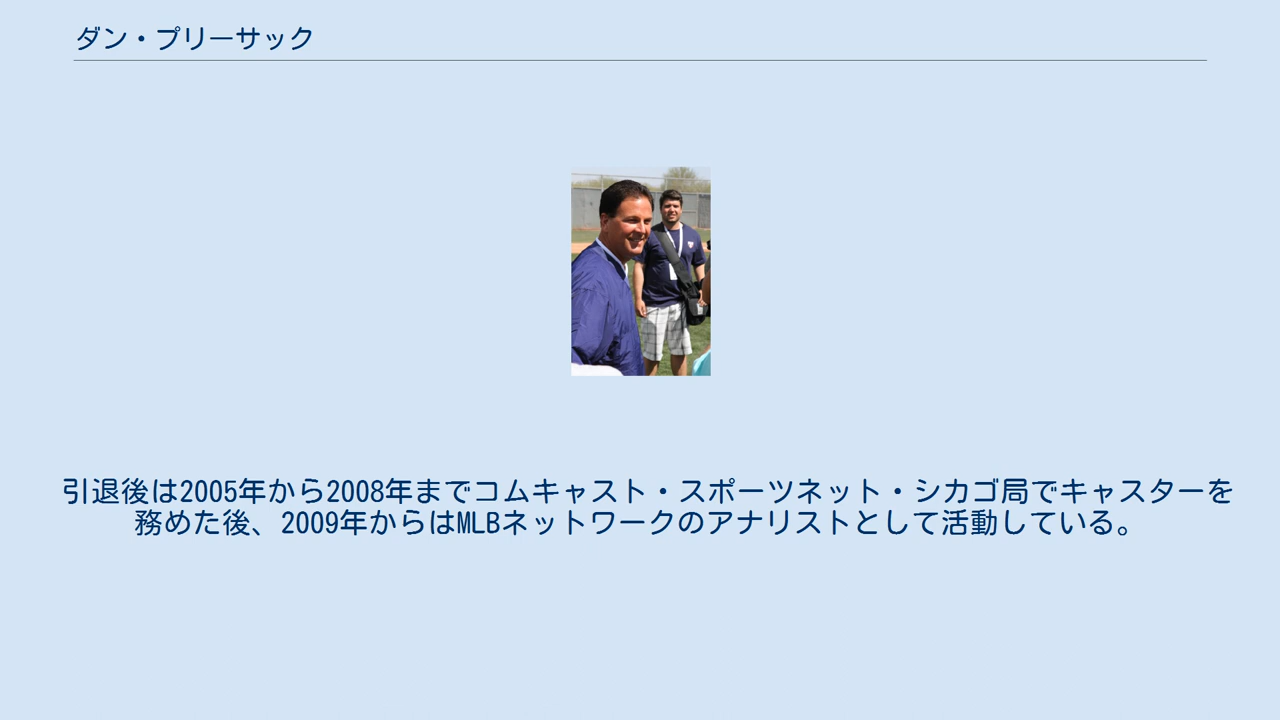 ダン・プリーサック
引退後は2005年から2008年までコムキャスト・スポーツネット・シカゴ局でキャスターを
務めた後、2009年からはMLBネットワークのアナリストとして活動している。